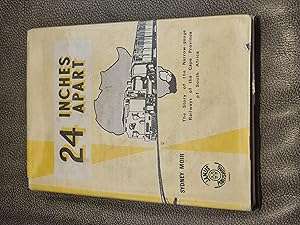 24 INCHES
APART
The Story of the Narrow-gauge
Railways of the Cape Province
of South Africa
SYDNEY MOIR